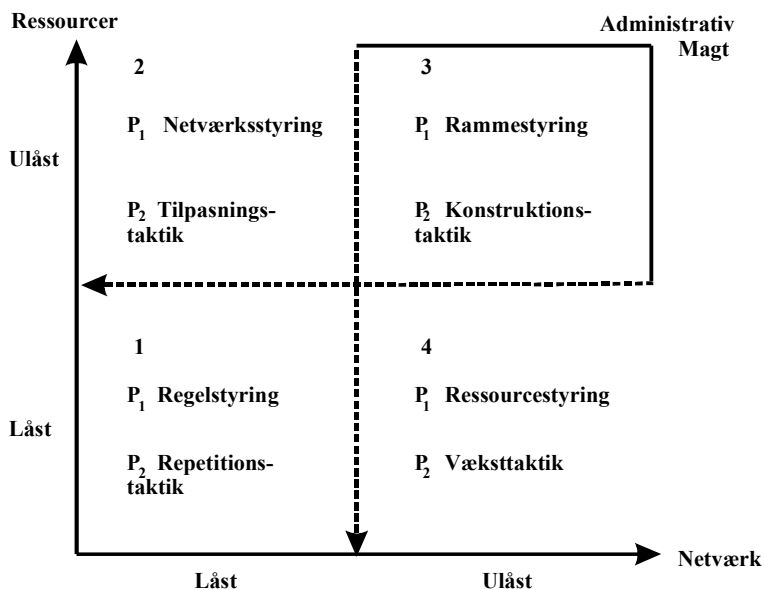 Ressourcer
Administrativ
Magt
2
3
P1 Netværksstyring
P1 Rammestyring
Ulåst
P2 Tilpasnings-
taktik
P2 Konstruktions-
taktik
1
4
P1 Regelstyring
P1 Ressourcestyring
Låst
P2 Repetitions-
taktik
P2 Væksttaktik
Netværk
Låst
Ulåst